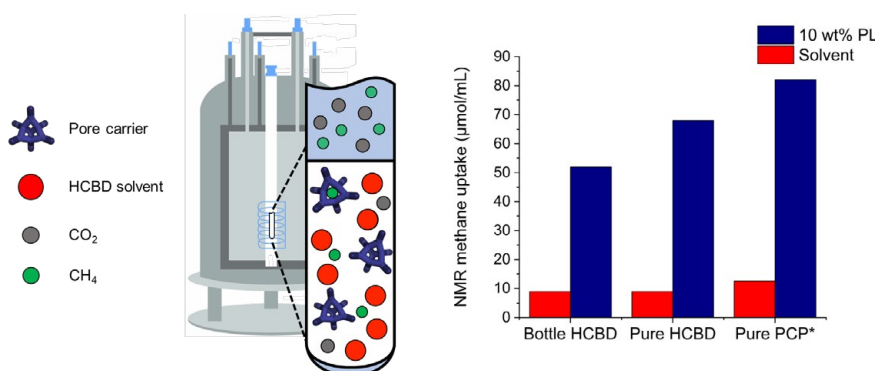 Pore carrier
HCBD solvent
CO₂
CH₄
10 wt% PL
Solvent
NMR methane uptake (μmol/mL)
90
80
70
60
50
40
30
20
10
0
Bottle HCBD
Pure HCBD
Pure PCP*